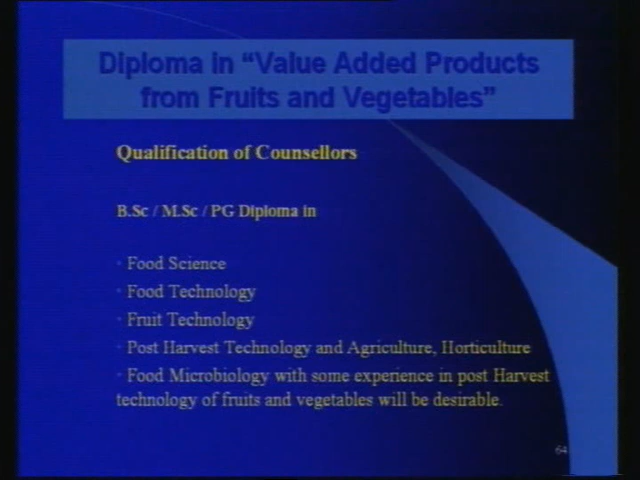 Diploma in “Value Added Products
from Fruits and Vegetables”
Qualification of Counsellors
B.Sc / M.Sc / PG Diploma in
· Food Science
· Food Technology
· Fruit Technology
· Post Harvest Technology and Agriculture, Horticulture
· Food Microbiology with some experience in post Harvest
technology of fruits and vegetables will be desirable.
64